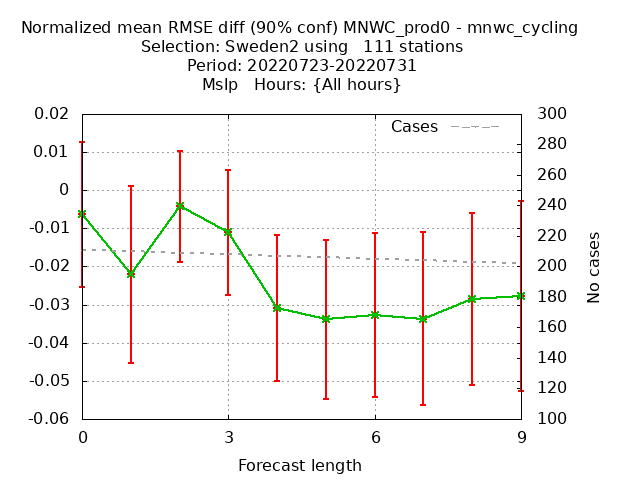 Normalized mean RMSE diff (90% conf) MNWC_prod0 - mnwc_cycling
Selection: Sweden2 using   111 stations
Period: 20220723-20220731
Mslp   Hours: {All hours}
Cases
0.02
0.01
0
-0.01
-0.02
-0.03
-0.04
-0.05
-0.06
300
280
260
240
220
200
180
160
140
120
100
No cases
0 3 6 9
Forecast length